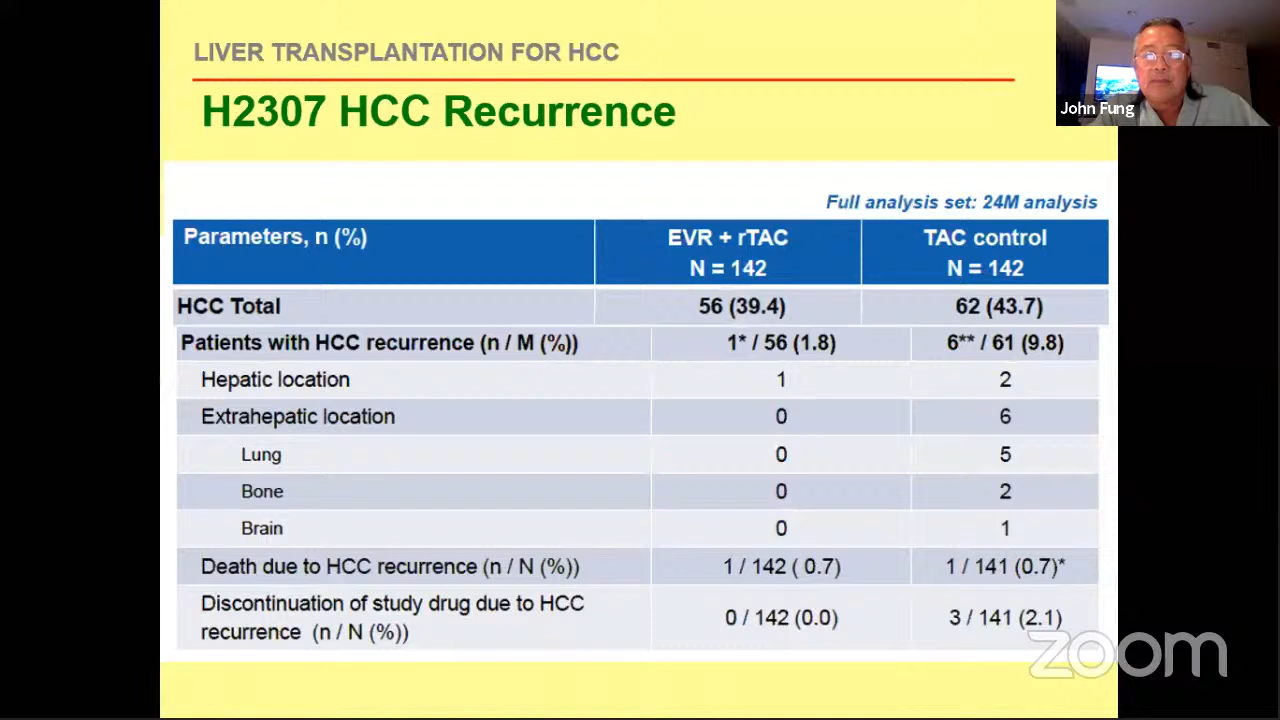 LIVER TRANSPLANTATION FOR HCC
H2307 HCC Recurrence
John Fung
Full analysis set: 24M analysis
Parameters, n (%)
EVR + rTAC
N = 142
TAC control
N = 142
HCC Total 56 (39.4) 62 (43.7)
Patients with HCC recurrence (n / M (%)) 1* / 56 (1.8) 6** / 61 (9.8)
Hepatic location 1 2
Extrahepatic location 0 6
Lung 0 5
Bone 0 2
Brain 0 1
Death due to HCC recurrence (n / N (%)) 1 / 142 ( 0.7) 1 / 141 (0.7)*
Discontinuation of study drug due to HCC
recurrence (n / N (%)) 0 / 142 (0.0) 3 / 141 (2.1)
zoom